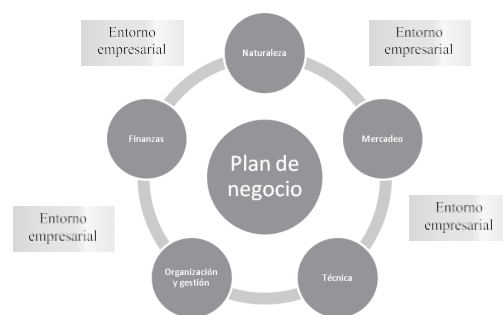 Entorno
empresarial
Entorno
empresarial
Naturaleza
Finanzas
Mercadeo
Plan de
negocio
Entorno
empresarial
Entorno
empresarial
Organización
y gestión
Técnica